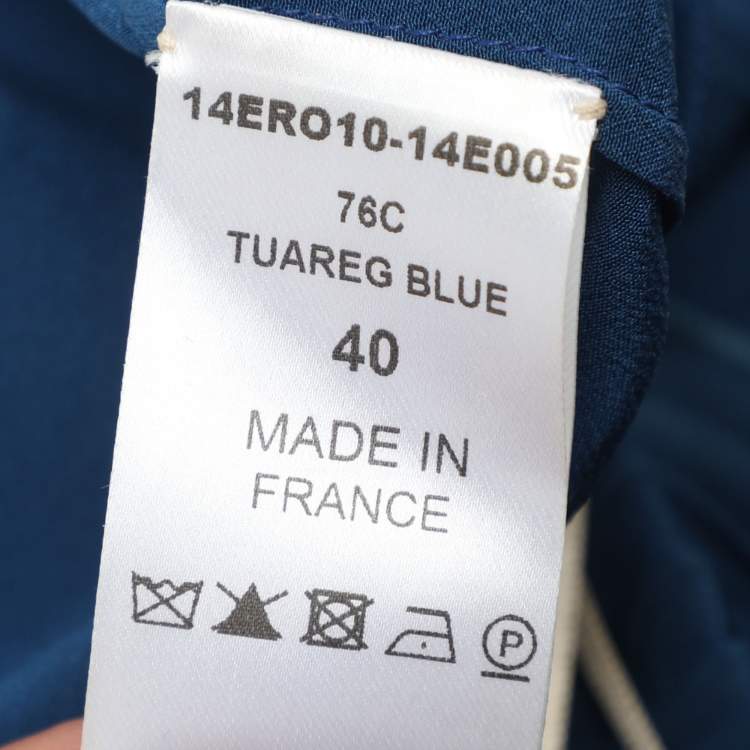 14ERO10-14E005
76C
TUAREG BLUE
40
MADE IN
FRANCE
P